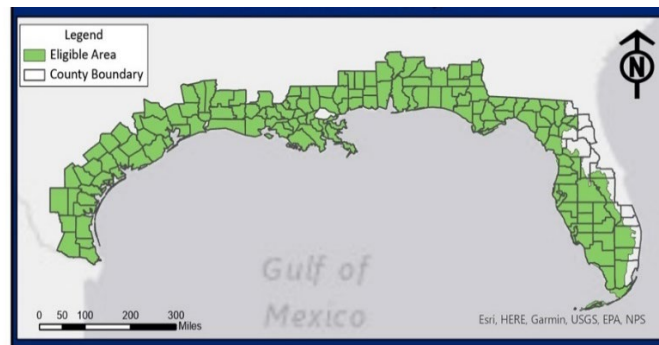 Legend
Eligible Area
County Boundary
N
Gulf of
Mexico
0 50 100 200 300
Miles
Esri, HERE, Garmin, USGS, EPA, NPS